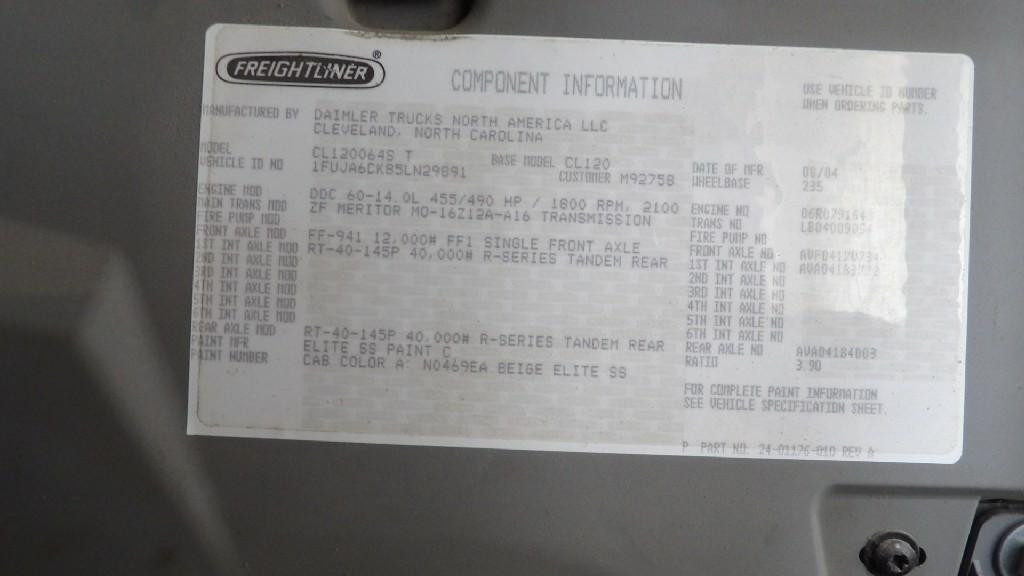 FREIGHTLINER®
COMPONENT INFORMATION
USE VEHICLE ID NUMBER
WHEN ORDERING PARTS.
MANUFACTURED BY DAIMLER TRUCKS NORTH AMERICA LLC
CLEVELAND, NORTH CAROLINA
MODEL CL120064S T BASE MODEL CL120 DATE OF MFR 08/04
VEHICLE ID NO 1FUJA6CK85LN29891 CUSTOMER M92758 WHEELBASE 235
ENGINE MOD DDC 60-14.0L 455/490 HP / 1800 RPM, 2100 ENGINE NO
MAIN TRANS MOD ZF MERITOR MO-16Z12A-A16 TRANSMISSION TRANS NO
FIRE PUMP MOD FIRE PUMP NO
FRONT AXLE MOD FF-941 12,000# FF1 SINGLE FRONT AXLE FRONT AXLE NO
1ST INT AXLE MOD RT-40-145P 40,000# R-SERIES TANDEM REAR 1ST INT AXLE NO
2ND INT AXLE MOD 2ND INT AXLE NO
3RD INT AXLE MOD 3RD INT AXLE NO
4TH INT AXLE MOD 4TH INT AXLE NO
5TH INT AXLE MOD 5TH INT AXLE NO
6TH INT AXLE MOD 6TH INT AXLE NO
REAR AXLE MOD RT-40-145P 40,000# R-SERIES TANDEM REAR REAR AXLE NO AVA04184003
PAINT MFR ELITE SS PAINT C RATIO 3.90
PAINT NUMBER CAB COLOR A: N0469EA BEIGE ELITE SS
FOR COMPLETE PAINT INFORMATION
SEE VEHICLE SPECIFICATION SHEET.
P PART NO. 24-01176-010 REV A